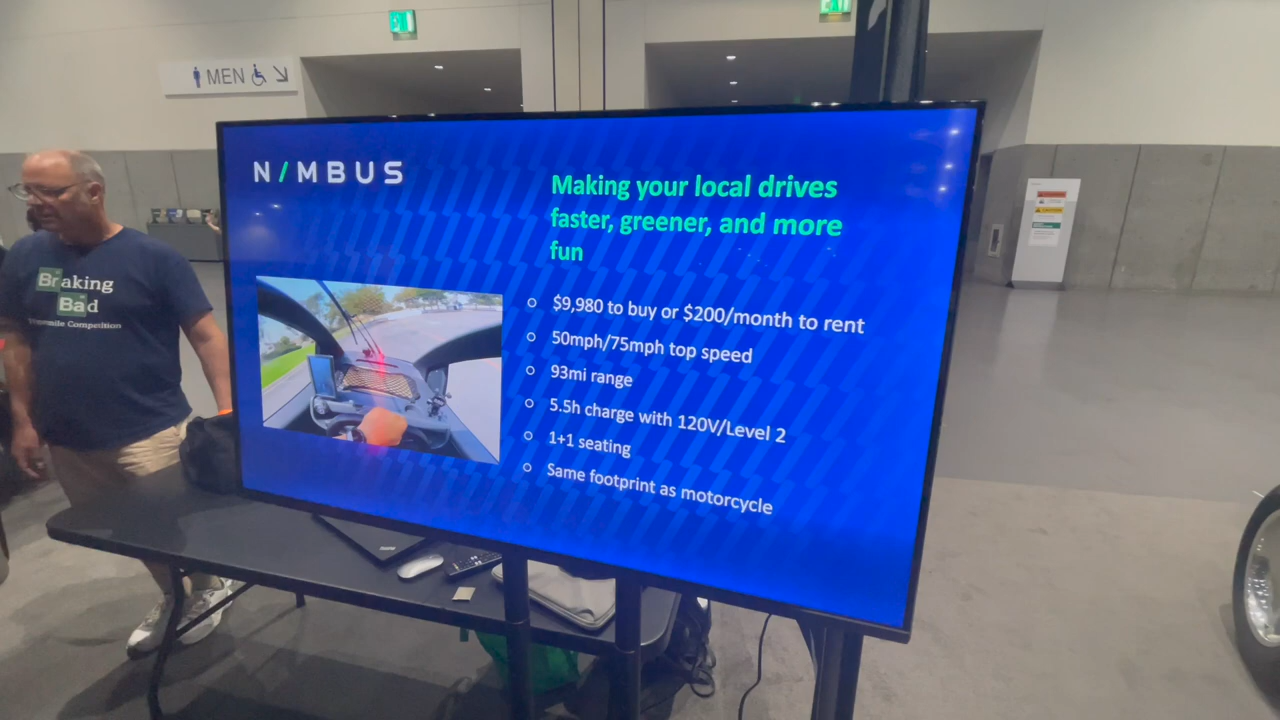 MEN
N/MBUS
Making your local drives
faster, greener, and more
fun
$9,980 to buy or $200/month to rent
50mph/75mph top speed
93mi range
5.5h charge with 120V/Level 2
1+1 seating
Same footprint as motorcycle
Breaking
Bad
Competition